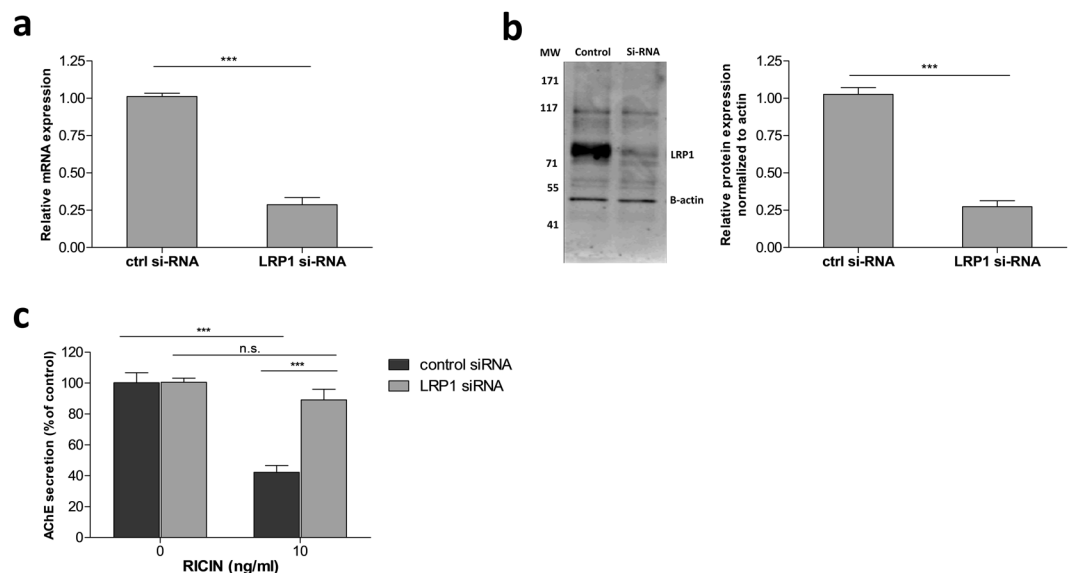 a
***
Relative mRNA expression
1.25
1.00
0.75
0.50
0.25
0.00
ctrl si-RNA LRP1 si-RNA
b
MW Control Si-RNA
171
117
71
55
41
LRP1
B-actin
***
Relative protein expression
normalized to actin
1.25
1.00
0.75
0.50
0.25
0.00
ctrl si-RNA LRP1 si-RNA
c
***
n.s.
***
AChE secretion (% of control)
120
100
80
60
40
20
0
0 10
RICIN (ng/ml)
control siRNA
LRP1 siRNA